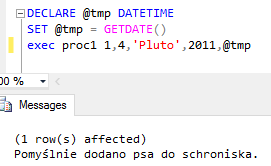 DECLARE @tmp DATETIME
SET @tmp = GETDATE()
exec proc1 1,4,'Pluto',2011,@tmp
00 %
Messages
(1 row(s) affected)
Pomyślnie dodano psa do schroniska.